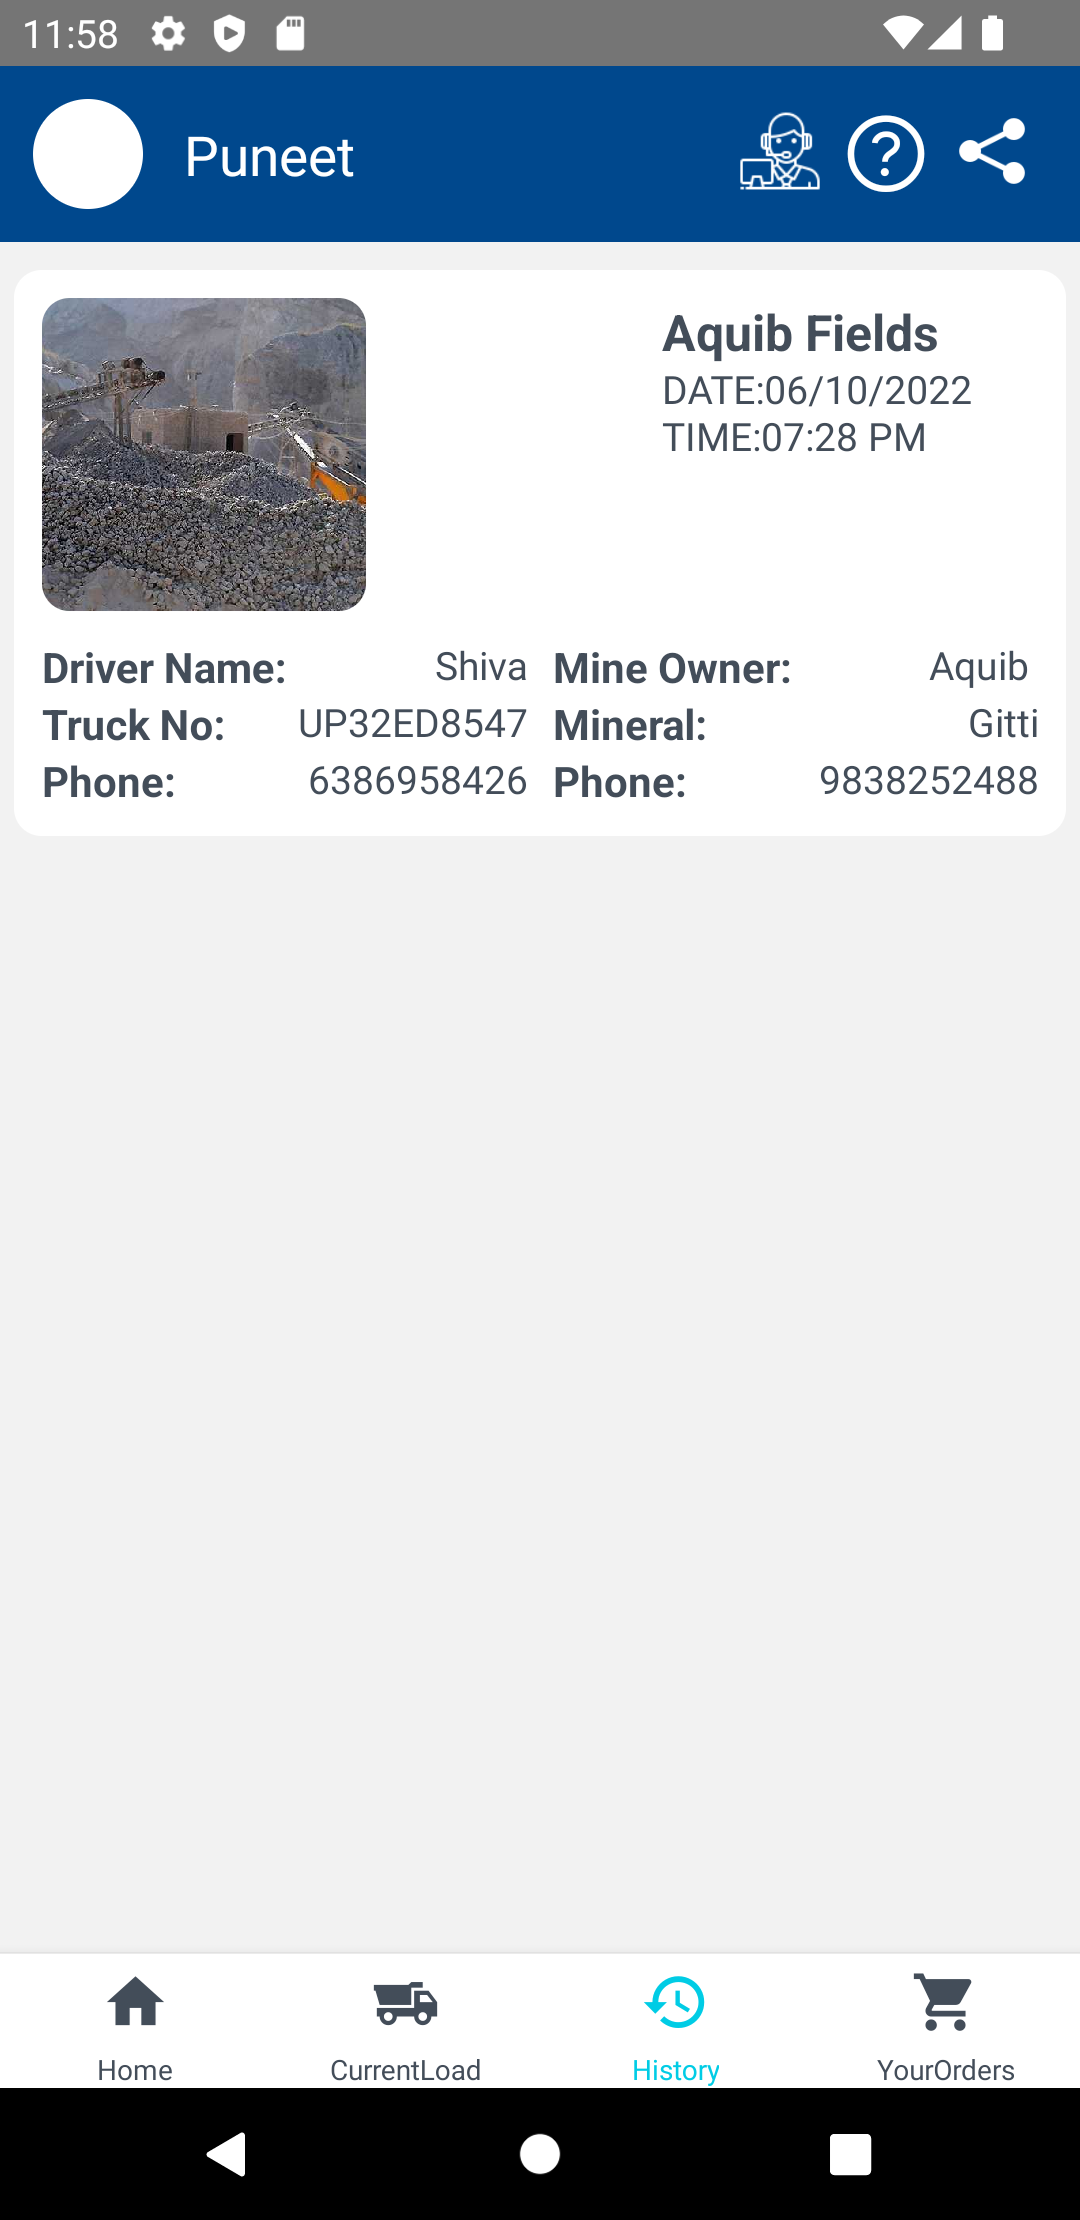 11:58
Puneet
Aquib Fields
DATE:06/10/2022
TIME:07:28 PM
Driver Name: Shiva Mine Owner: Aquib
Truck No: UP32ED8547 Mineral: Gitti
Phone: 6386958426 Phone: 9838252488
Home CurrentLoad History YourOrders